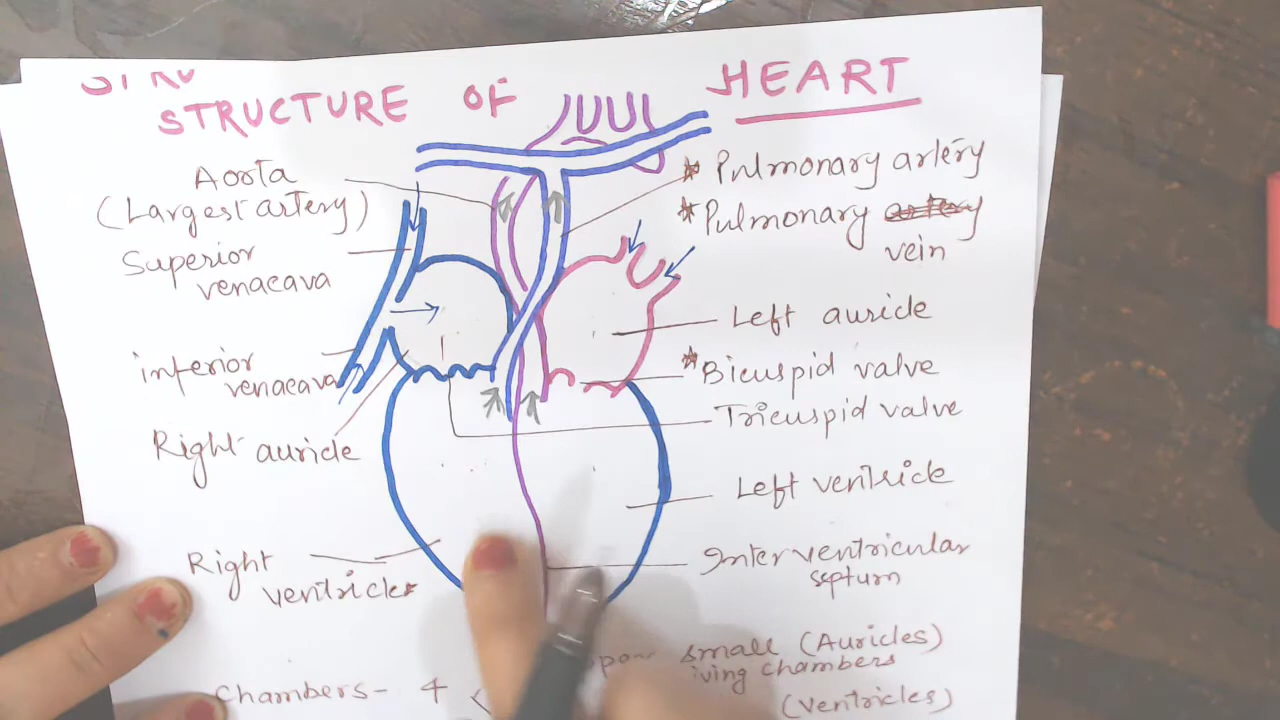 STRUCTURE OF HEART
Aorta
(Largest artery)
Superior
venacava
inferior
venacava
Right auricle
Right
ventricle
Pulmonary artery
Pulmonary
vein
Left auricle
Bicuspid valve
Tricuspid valve
Left ventricle
Interventricular
septum
Chambers - 4
small (Auricles)
chambers
(Ventricles)